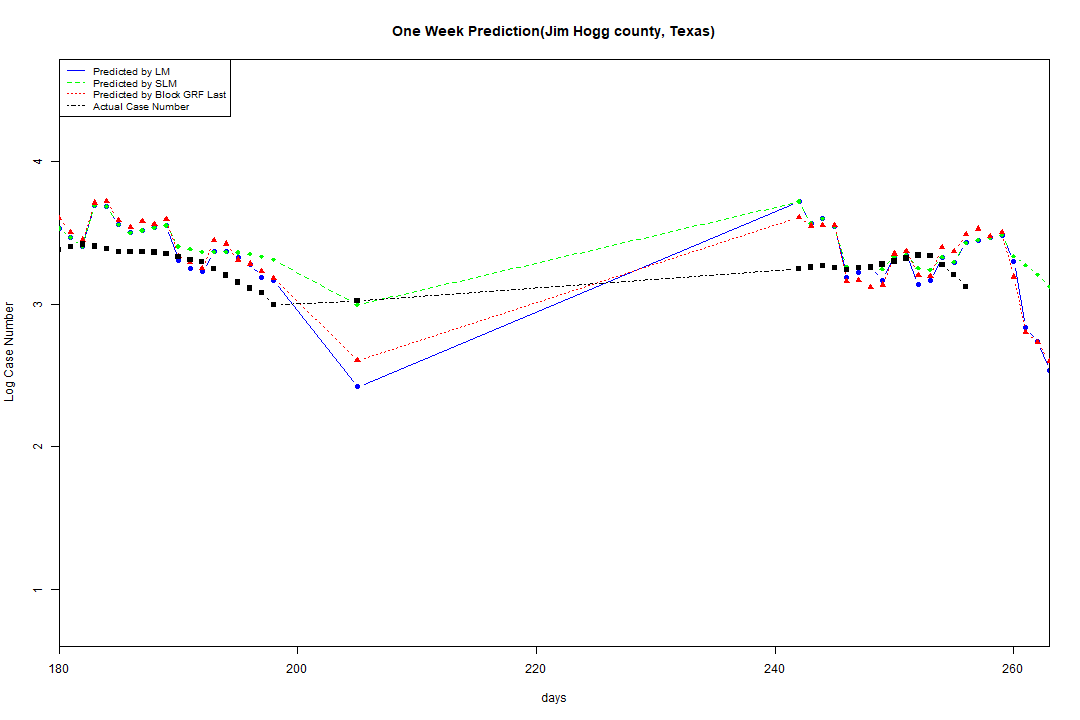 One Week Prediction(Jim Hogg county, Texas)
Predicted by LM
Predicted by SLM
Predicted by Block GRF Last
Actual Case Number
4
3
2
1
Log Case Number
180 200 220 240 260
days